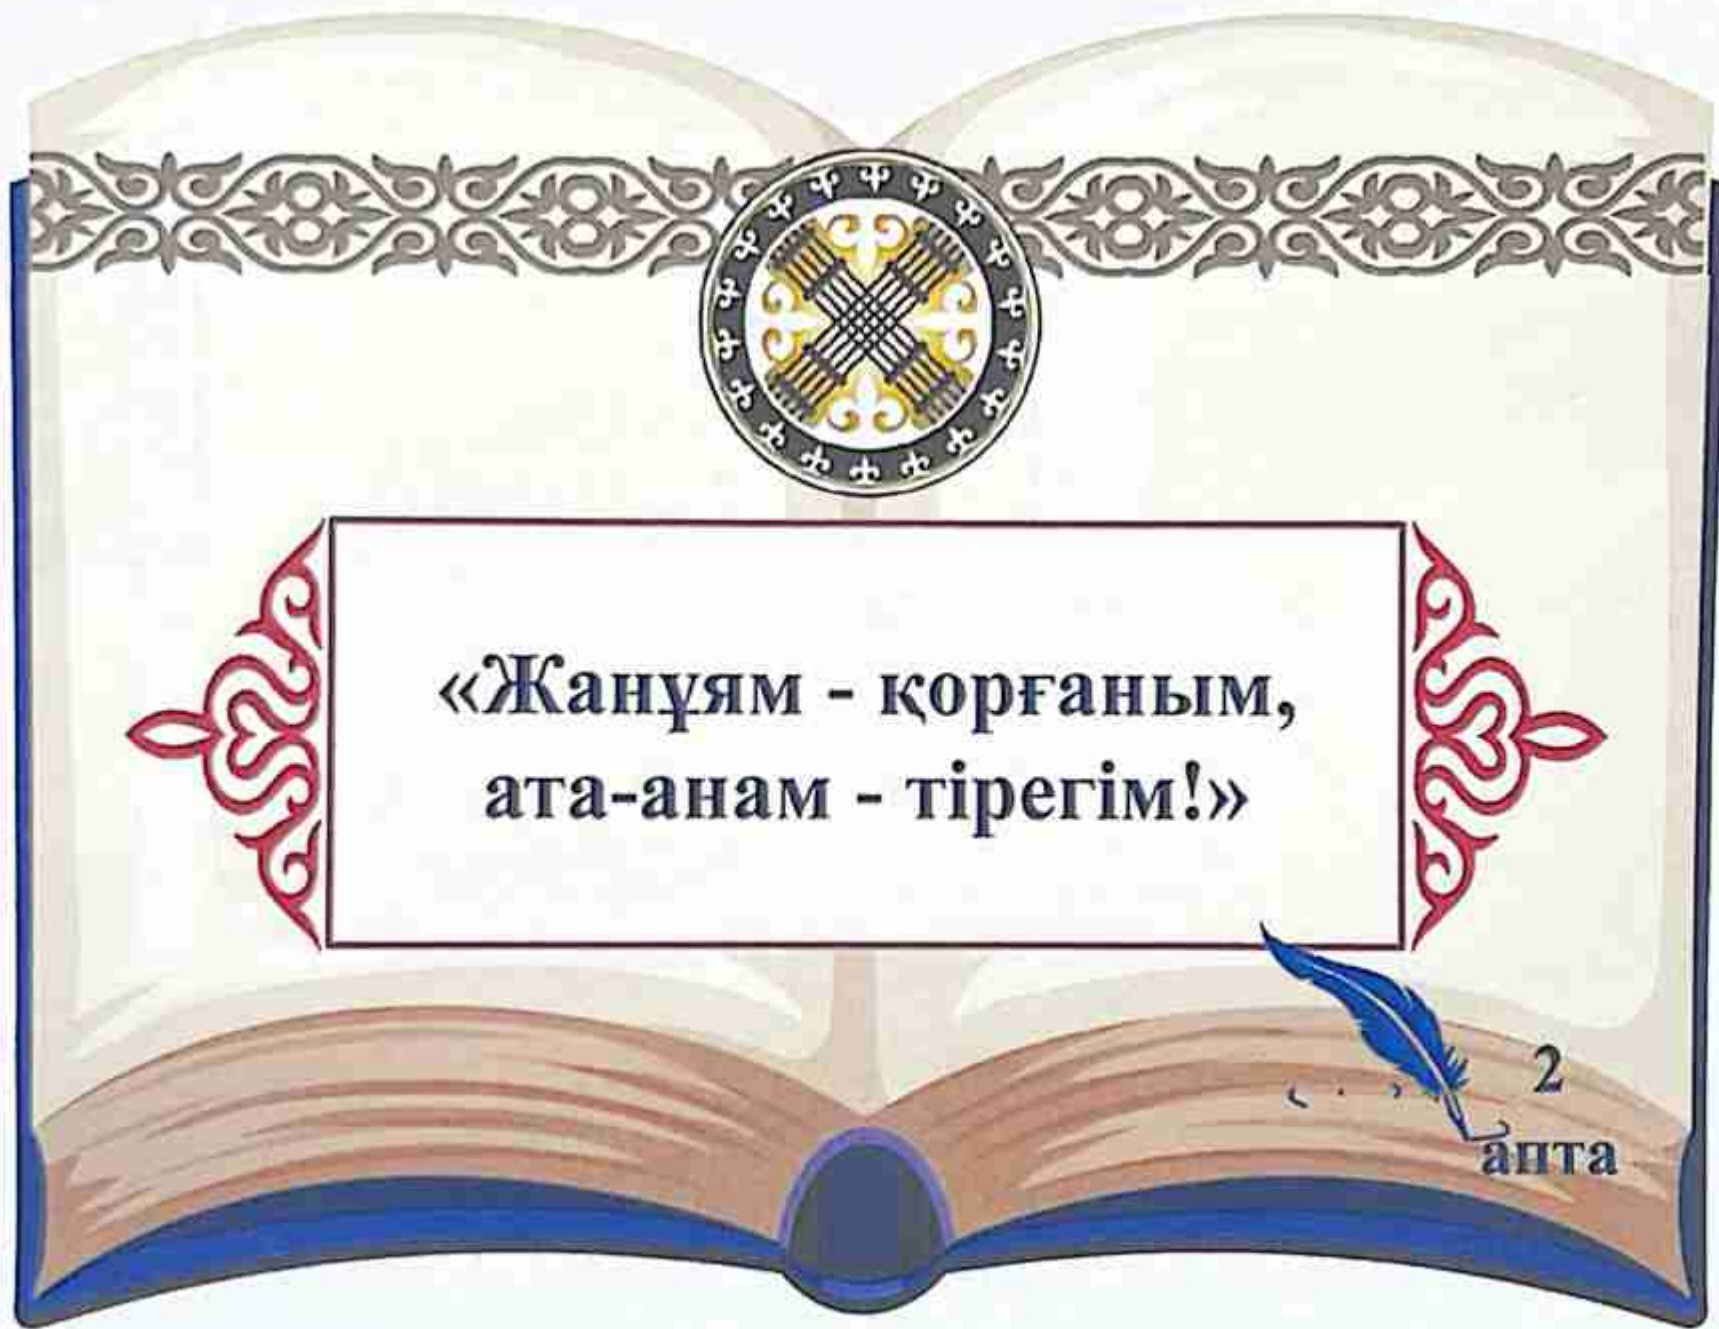 «Жанұям - қорғаным,
ата-анам - тірегім!»
2
апта